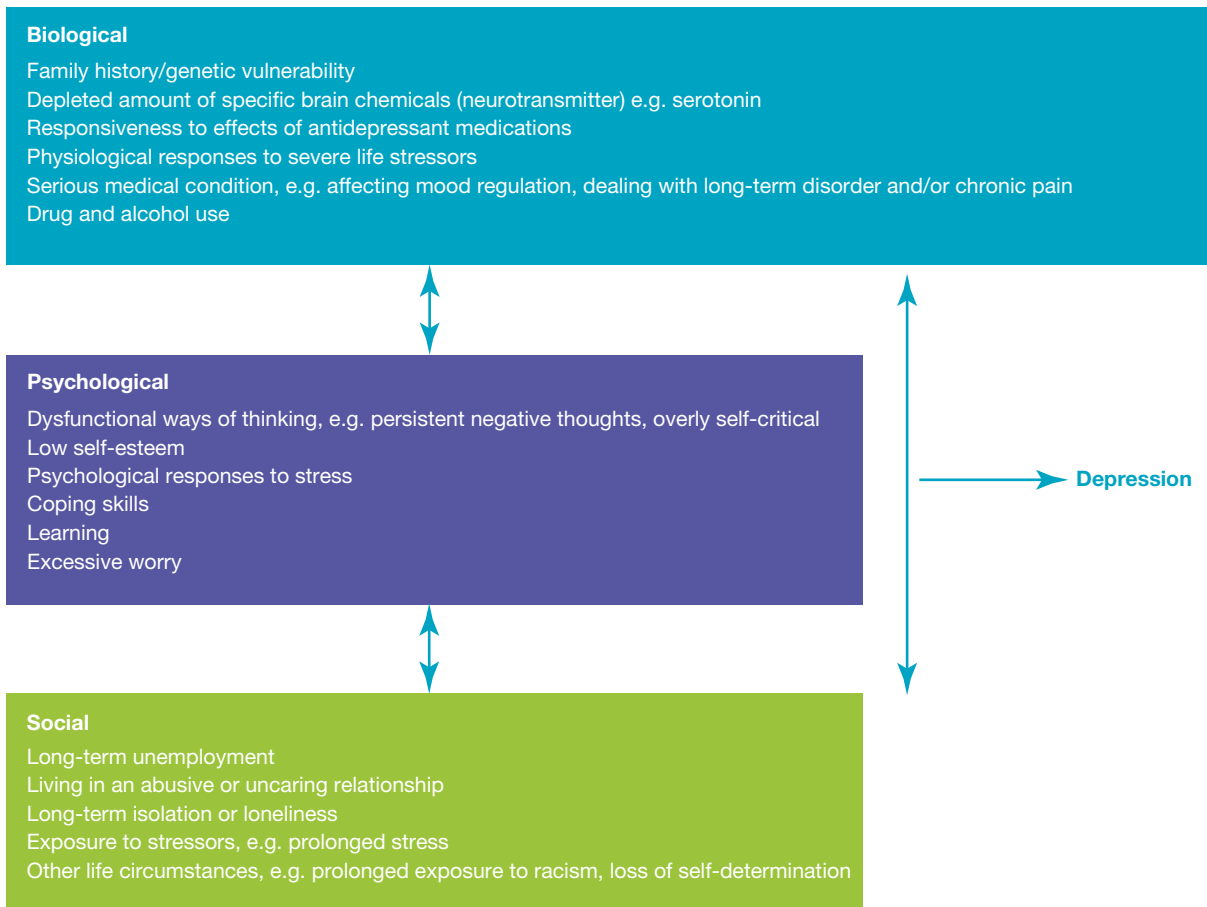 Biological
Family history/genetic vulnerability
Depleted amount of specific brain chemicals (neurotransmitter) e.g. serotonin
Responsiveness to effects of antidepressant medications
Physiological responses to severe life stressors
Serious medical condition, e.g. affecting mood regulation, dealing with long-term disorder and/or chronic pain
Drug and alcohol use
Psychological
Dysfunctional ways of thinking, e.g. persistent negative thoughts, overly self-critical
Low self-esteem
Psychological responses to stress
Coping skills
Learning
Excessive worry
Depression
Social
Long-term unemployment
Living in an abusive or uncaring relationship
Long-term isolation or loneliness
Exposure to stressors, e.g. prolonged stress
Other life circumstances, e.g. prolonged exposure to racism, loss of self-determination